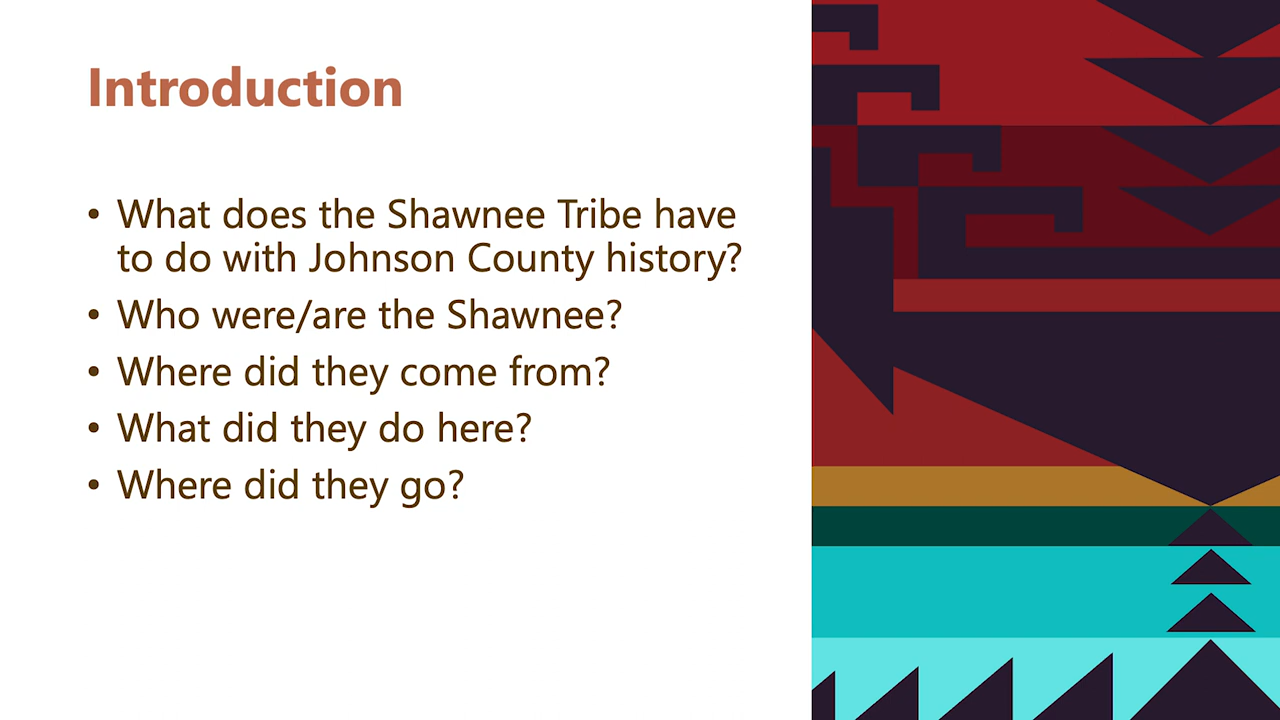 Introduction
• What does the Shawnee Tribe have
to do with Johnson County history?
• Who were/are the Shawnee?
• Where did they come from?
• What did they do here?
• Where did they go?